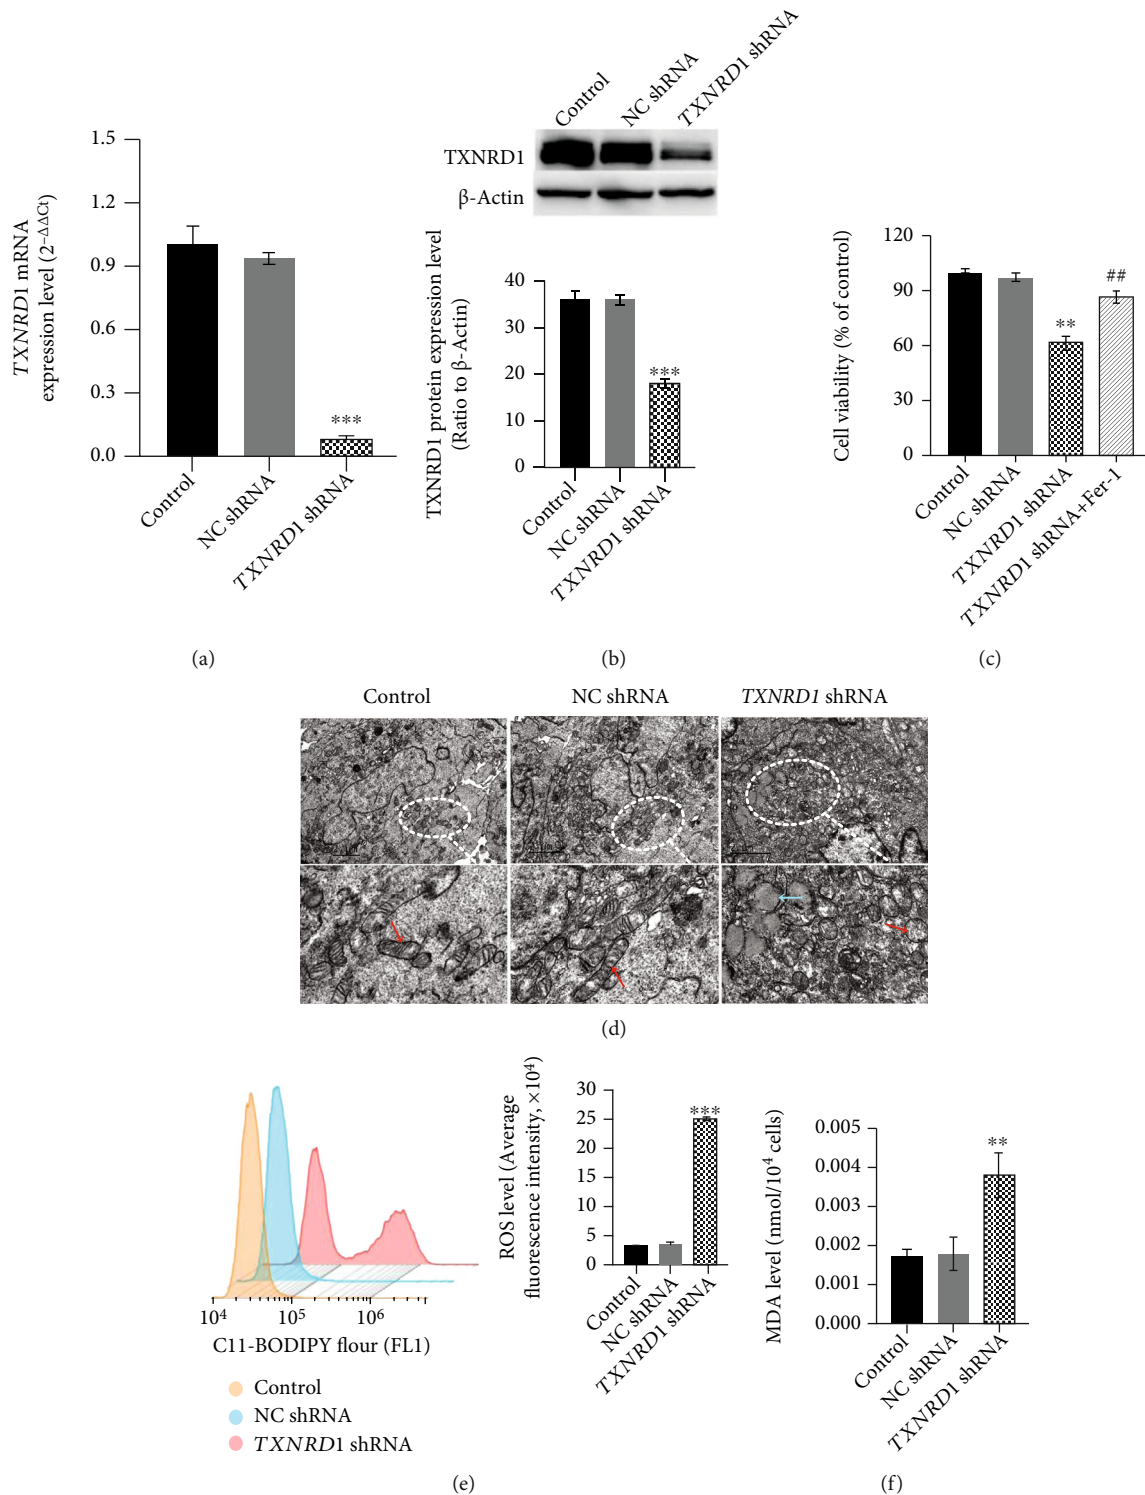 TXNRD1 mRNA
expression level (2−ΔΔCt)
1.5
1.2
0.9
0.6
0.3
0.0
***
Control
NC shRNA
TXNRD1 shRNA
(a)
Control
NC shRNA
TXNRD1 shRNA
TXNRD1
β-Actin
TXNRD1 protein expression level
(Ratio to β-Actin)
40
30
20
10
0
***
Control
NC shRNA
TXNRD1 shRNA
(b)
Cell viability (% of control)
120
90
60
30
0
**
##
Control
NC shRNA
TXNRD1 shRNA
TXNRD1 shRNA+Fer-1
(c)
Control
NC shRNA
TXNRD1 shRNA
(d)
10⁴
10⁵
10⁶
C11-BODIPY flour (FL1)
Control
NC shRNA
TXNRD1 shRNA
ROS level (Average
fluorescence intensity, ×10⁴)
30
25
20
15
10
5
0
***
Control
NC shRNA
TXNRD1 shRNA
(e)
MDA level (nmol/10⁴ cells)
0.005
0.004
0.003
0.002
0.001
0.000
**
Control
NC shRNA
TXNRD1 shRNA
(f)